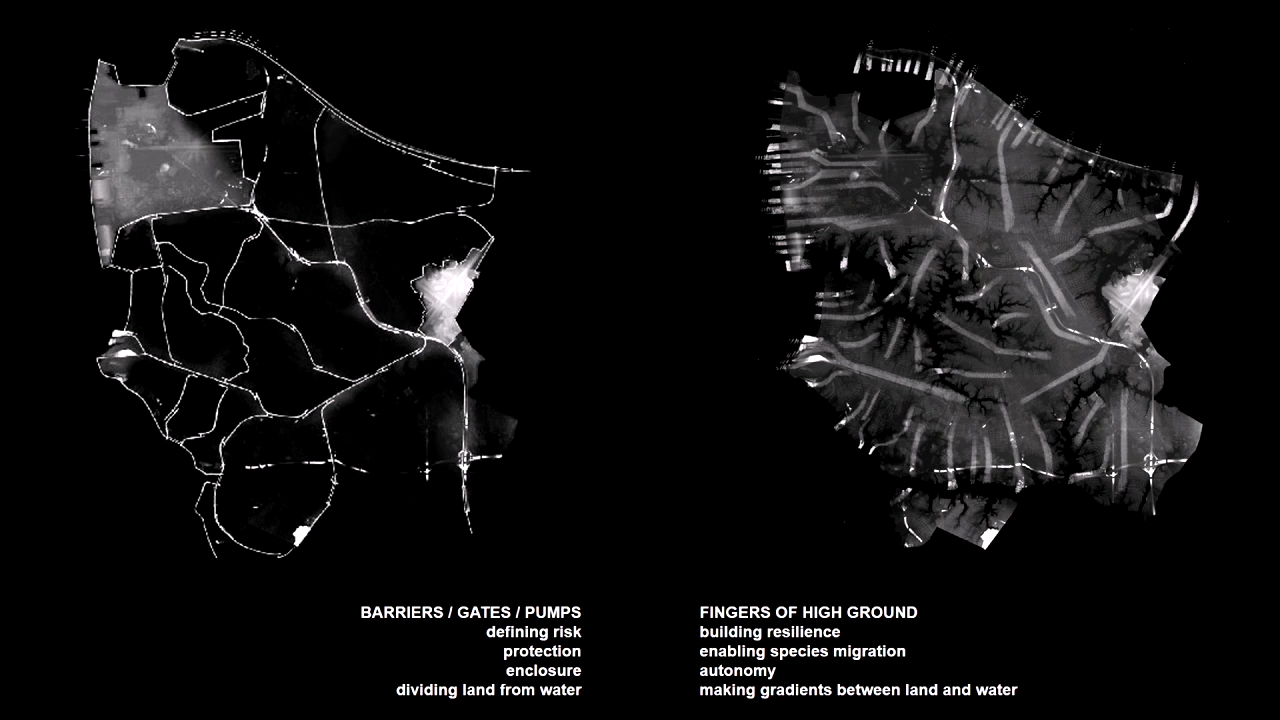 BARRIERS / GATES / PUMPS
defining risk
protection
enclosure
dividing land from water
FINGERS OF HIGH GROUND
building resilience
enabling species migration
autonomy
making gradients between land and water